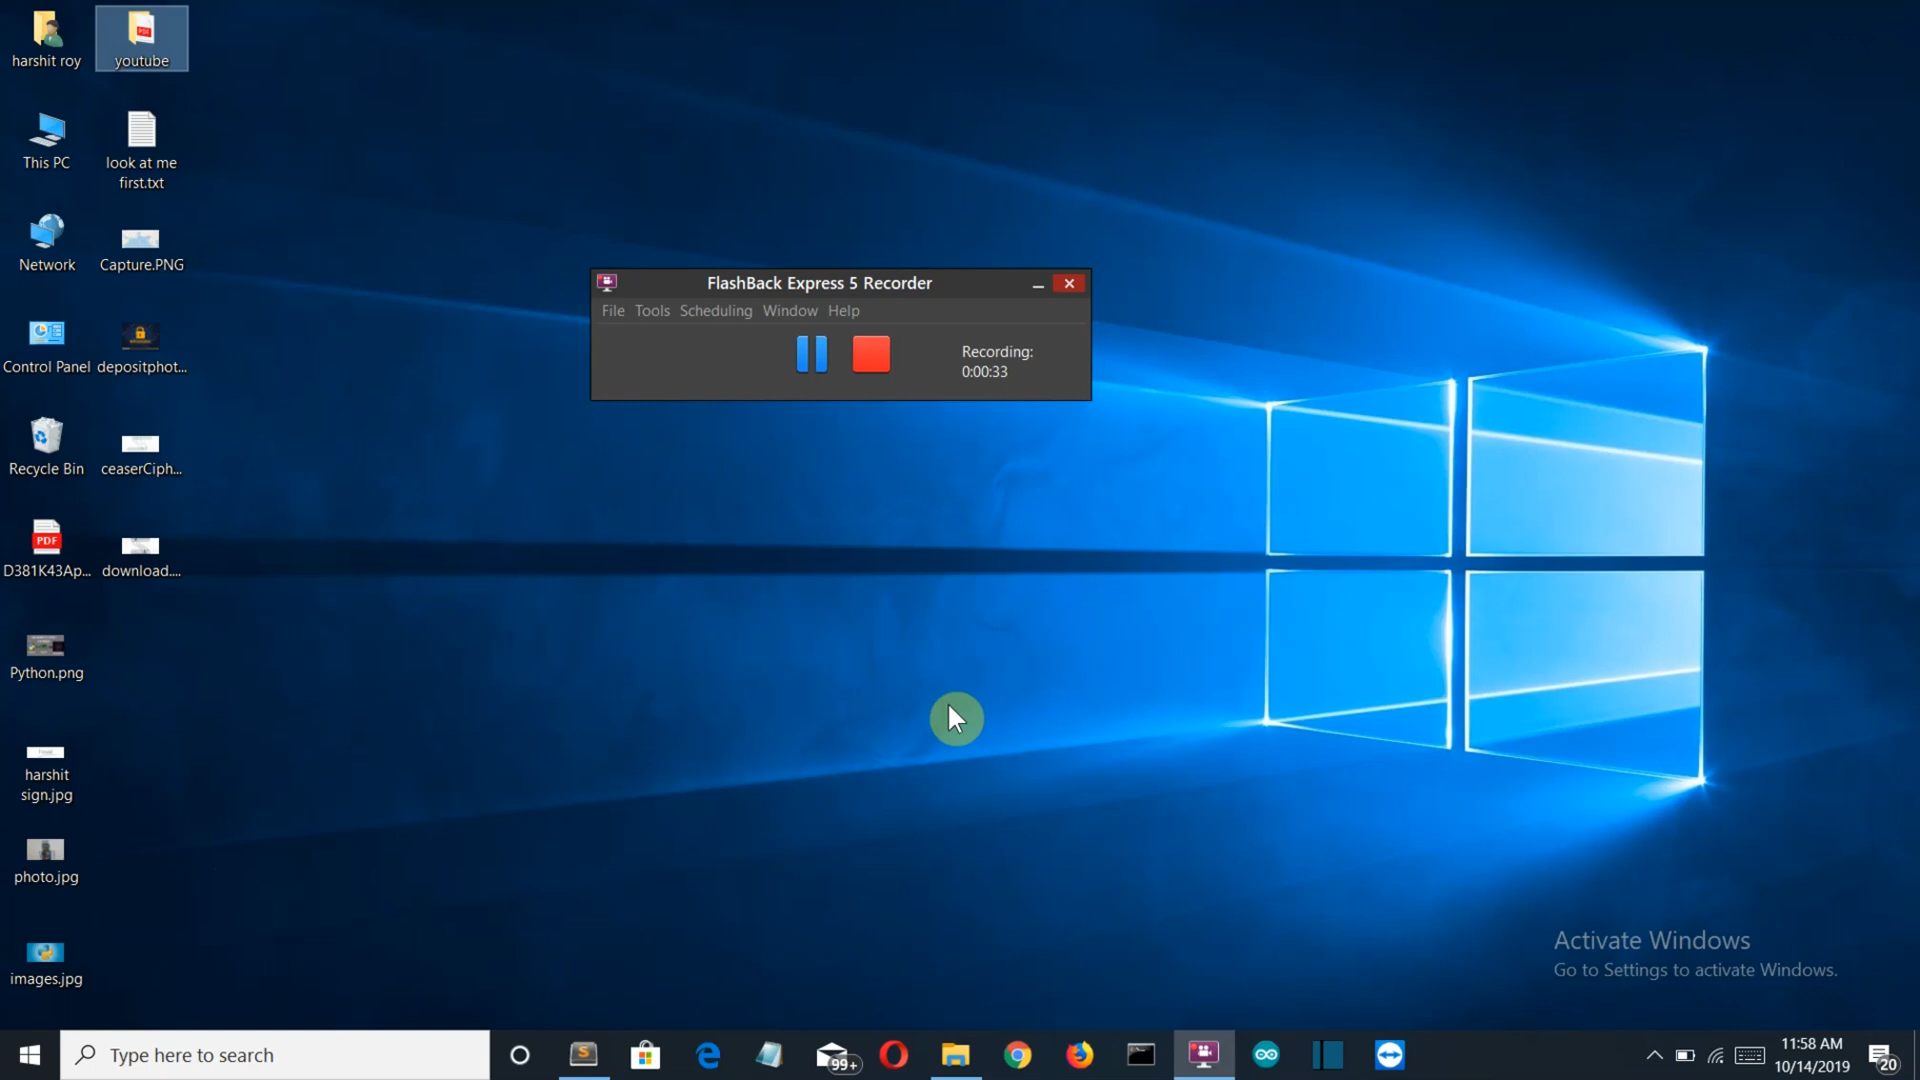 harshit roy
youtube
This PC
look at me
first.txt
Network
Capture.PNG
Control Panel
depositphot...
Recycle Bin
ceaserCiph...
PDF
D381K43Ap...
download....
Python.png
harshit
sign.jpg
photo.jpg
images.jpg
FlashBack Express 5 Recorder
File Tools Scheduling Window Help
Recording:
0:00:33
Activate Windows
Go to Settings to activate Windows.
Type here to search
99+
11:58 AM
10/14/2019
20